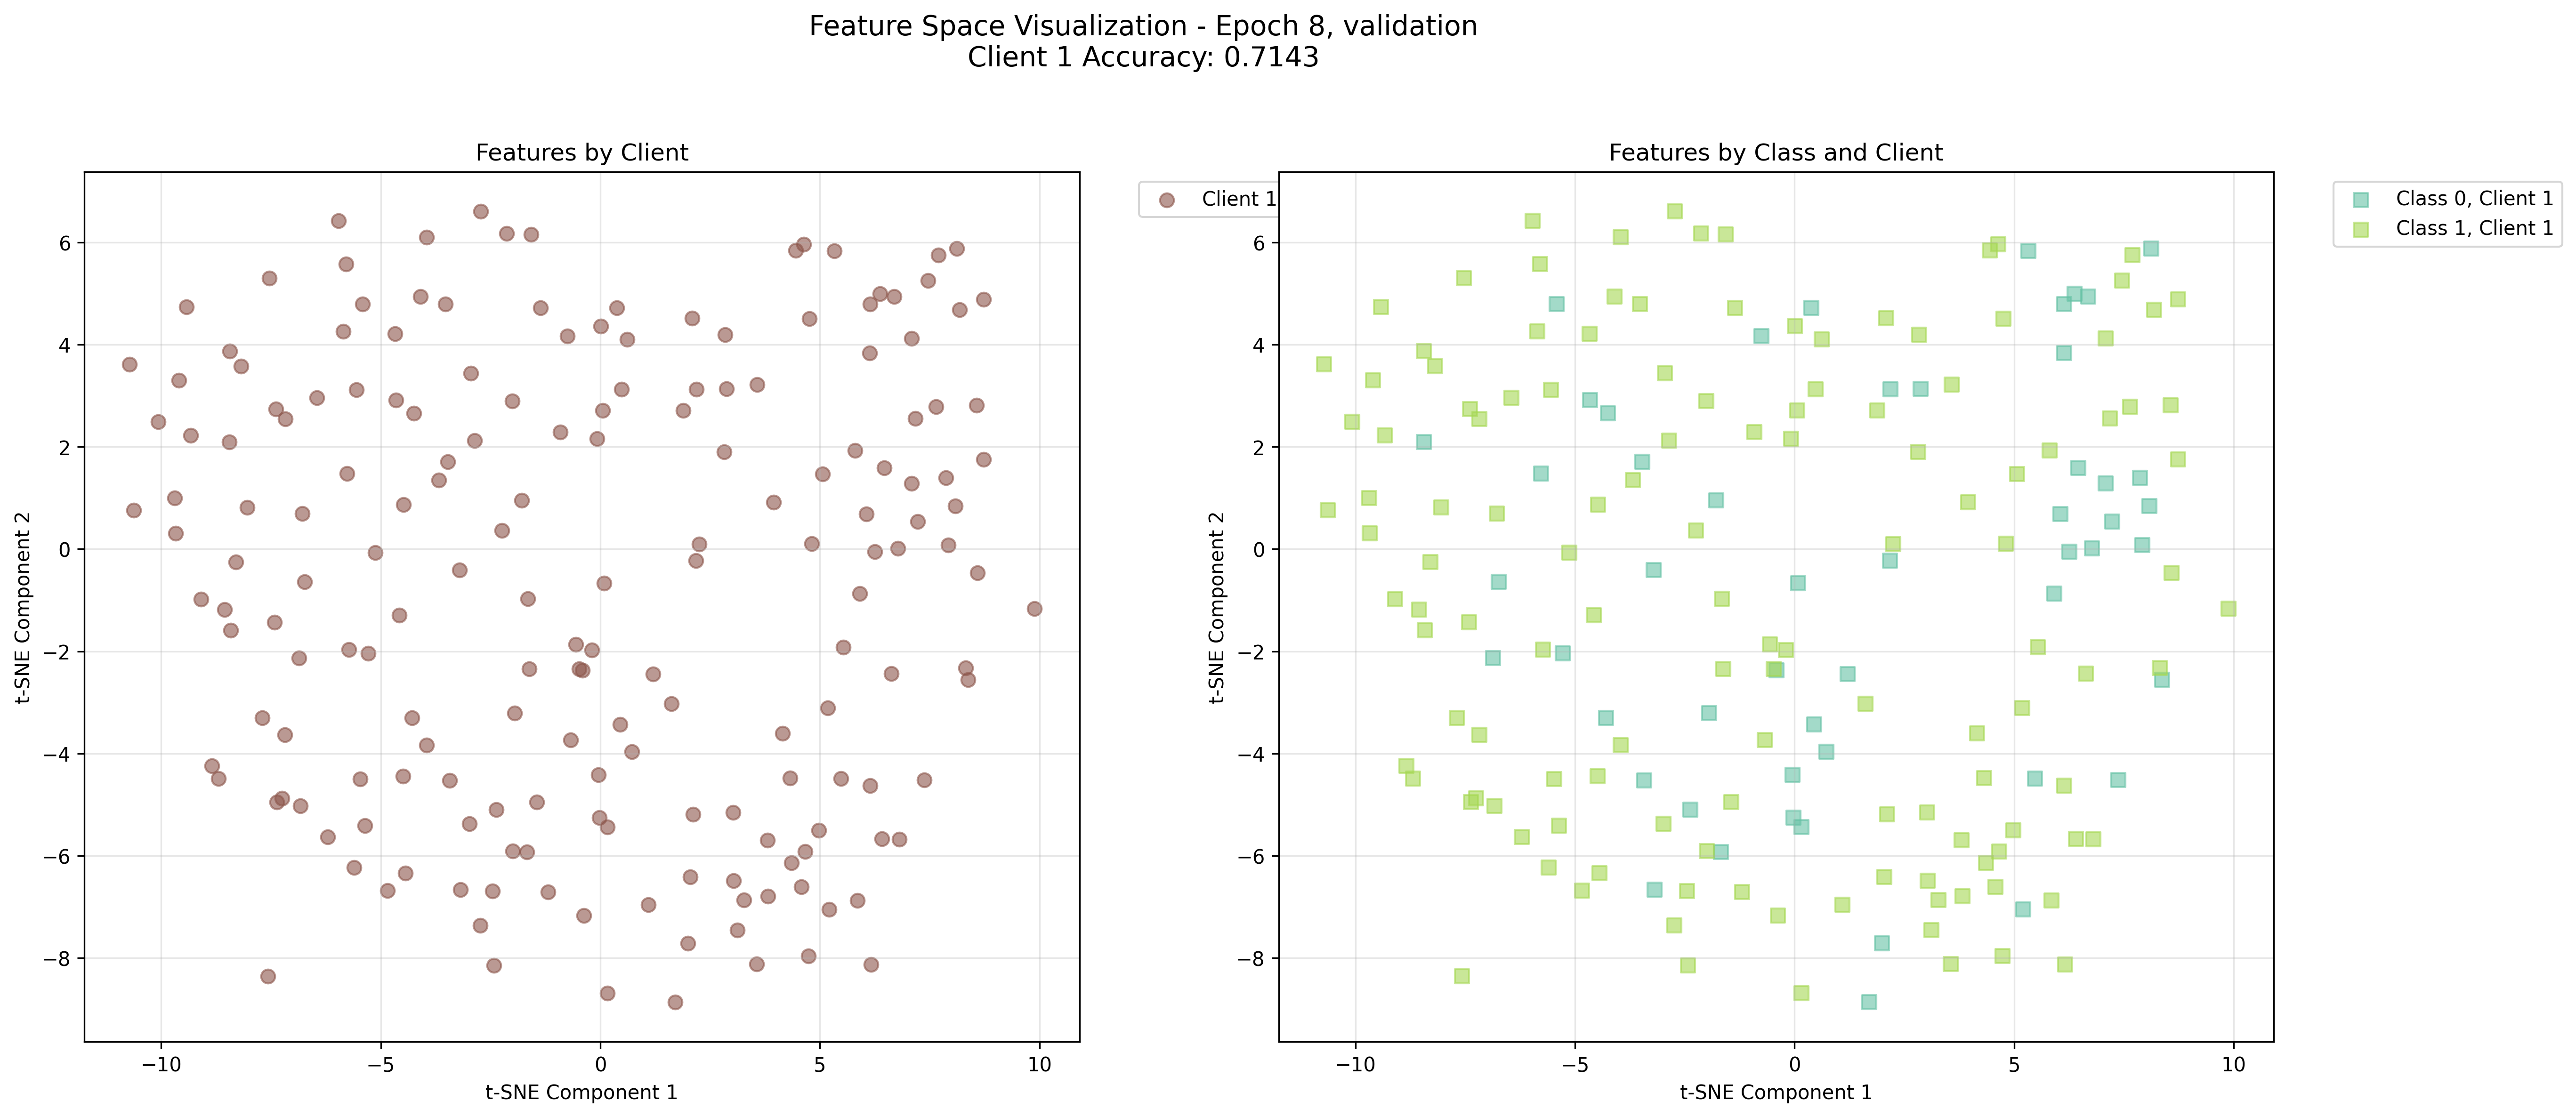 Feature Space Visualization - Epoch 8, validation
Client 1 Accuracy: 0.7143
Features by Client
t-SNE Component 2
6
4
2
0
−2
−4
−6
−8
−10
−5
0
5
10
t-SNE Component 1
Client 1
Features by Class and Client
t-SNE Component 2
6
4
2
0
−2
−4
−6
−8
−10
−5
0
5
10
t-SNE Component 1
Class 0, Client 1
Class 1, Client 1